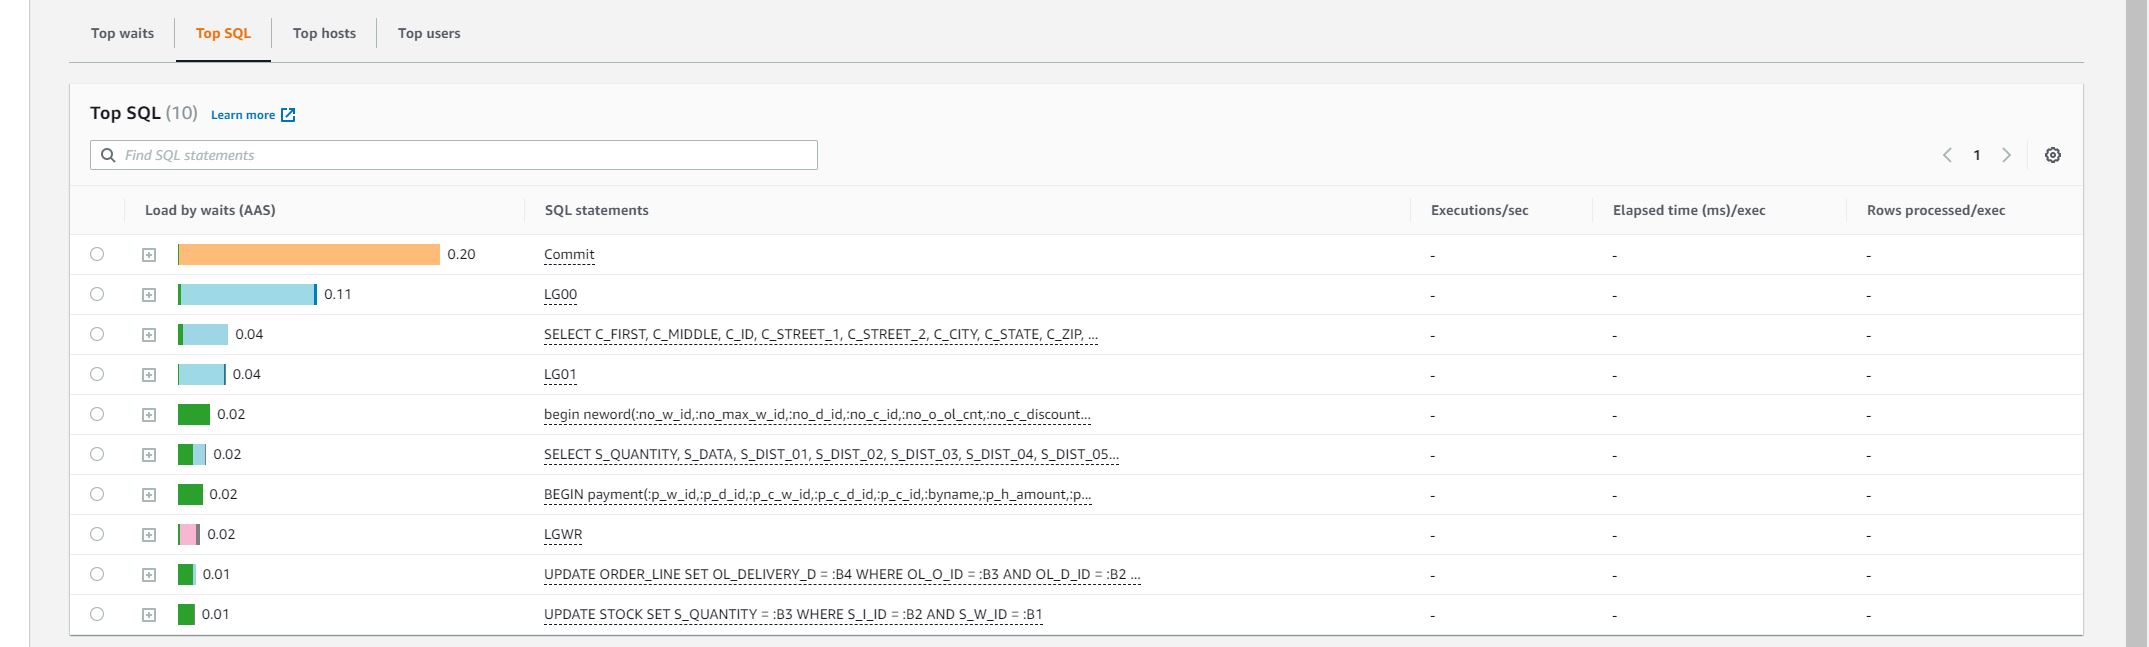 Top waits Top SQL Top hosts Top users
Top SQL (10) Learn more
Find SQL statements 1
Load by waits (AAS) SQL statements Executions/sec Elapsed time (ms)/exec Rows processed/exec
0.20 Commit - - -
0.11 LG00 - - -
0.04 SELECT C_FIRST, C_MIDDLE, C_ID, C_STREET_1, C_STREET_2, C_CITY, C_STATE, C_ZIP, ... - - -
0.04 LG01 - - -
0.02 begin neword(:no_w_id,:no_max_w_id,:no_d_id,:no_c_id,:no_o_ol_cnt,:no_c_discount... - - -
0.02 SELECT S_QUANTITY, S_DATA, S_DIST_01, S_DIST_02, S_DIST_03, S_DIST_04, S_DIST_05... - - -
0.02 BEGIN payment(:p_w_id,:p_d_id,:p_c_w_id,:p_c_d_id,:p_c_id,:byname,:p_h_amount,:p... - - -
0.02 LGWR - - -
0.01 UPDATE ORDER_LINE SET OL_DELIVERY_D = :B4 WHERE OL_O_ID = :B3 AND OL_D_ID = :B2 ... - - -
0.01 UPDATE STOCK SET S_QUANTITY = :B3 WHERE S_I_ID = :B2 AND S_W_ID = :B1 - - -